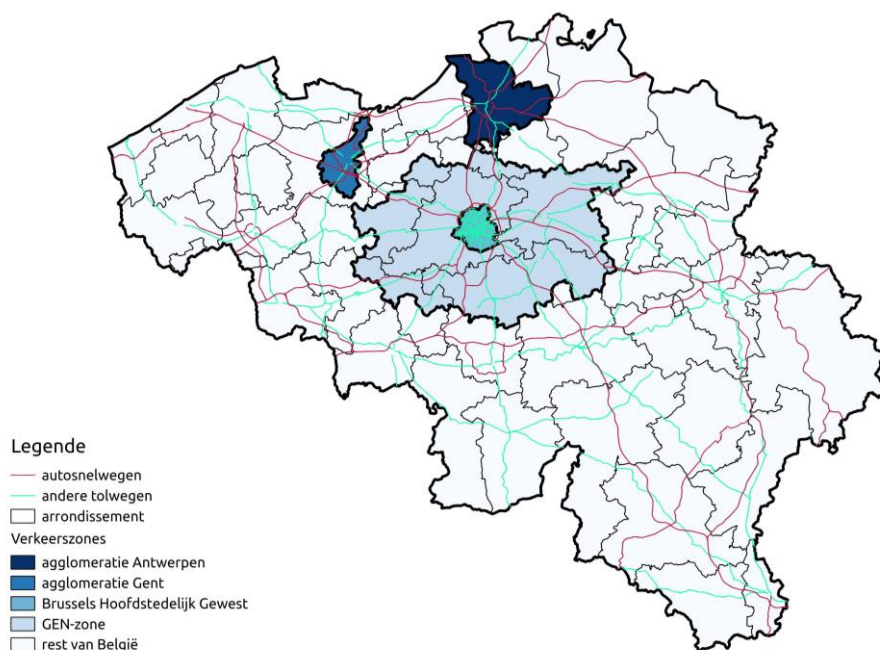 Legende
autosnelwegen
andere tolwegen
arrondissement
Verkeerszones
agglomeratie Antwerpen
agglomeratie Gent
Brussels Hoofdstedelijk Gewest
GEN-zone
rest van België